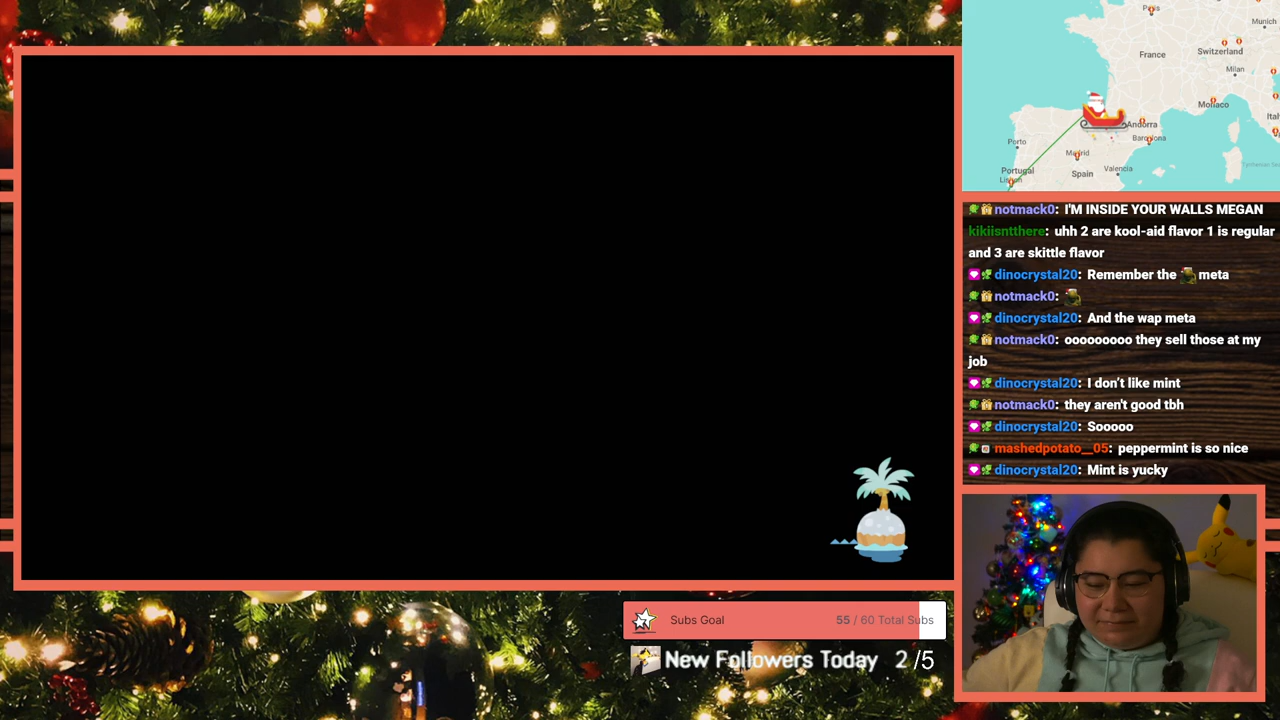 Paris
Munich
France
Switzerland
Milan
Monaco
Ital
Andorra
Porto
Barcelona
Madrid
Portugal
Spain
Valencia
notmack0: I'M INSIDE YOUR WALLS MEGAN
kikiisntthere: uhh 2 are kool-aid flavor 1 is regular
and 3 are skittle flavor
dinocrystal20: Remember the meta
notmack0:
dinocrystal20: And the wap meta
notmack0: ooooooooo they sell those at my
job
dinocrystal20: I don't like mint
notmack0: they aren't good tbh
dinocrystal20: Sooooo
mashedpotato__05: peppermint is so nice
dinocrystal20: Mint is yucky
Subs Goal 55 / 60 Total Subs
New Followers Today 2 /5